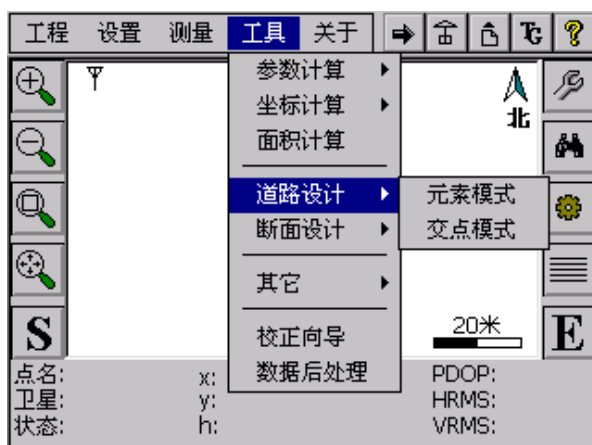 工程 设置 测量 工具 关于
参数计算
坐标计算
面积计算
道路设计
断面设计
其它
校正向导
数据后处理
元素模式
交点模式
北
20米
S
E
点名: x: PDOP:
卫星: y: HRMS:
状态: h: VRMS: